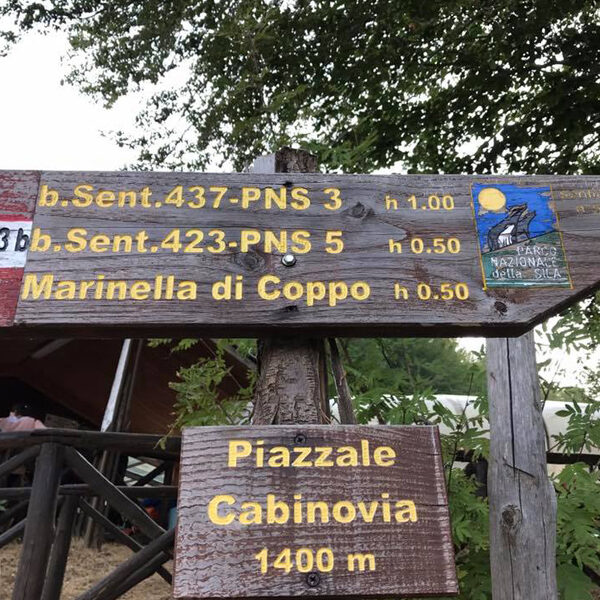 b.Sent.437-PNS 3 h 1.00
3b
b.Sent.423-PNS 5 h 0.50
Marinella di Coppo h 0.50
PARCO
NAZIONALE
della SILA
Piazzale
Cabinovia
1400 m